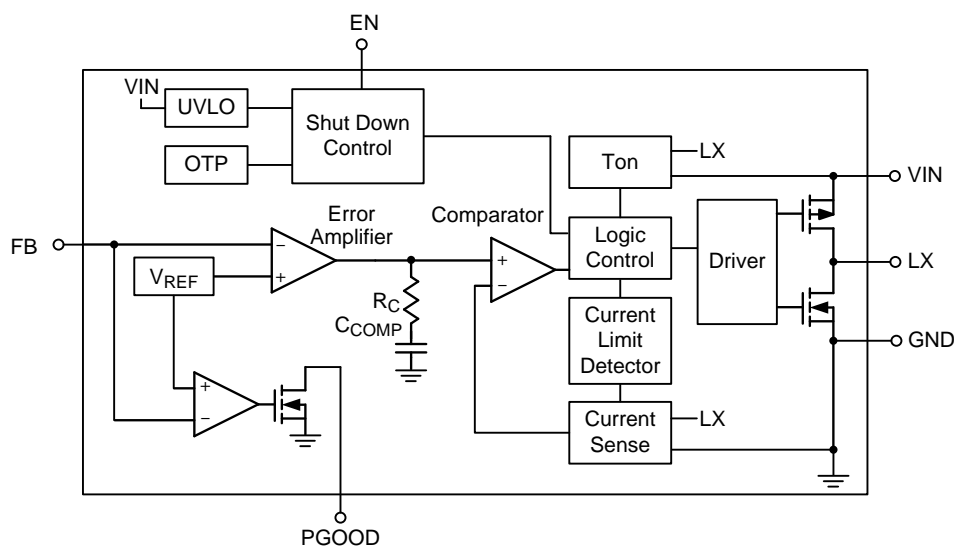 EN
VIN
UVLO
OTP
Shut Down
Control
Ton
LX
VIN
FB
Error
Amplifier
Comparator
−
+
+
−
VREF
RC
CCOMP
Logic
Control
Driver
LX
Current
Limit
Detector
GND
+
−
Current
Sense
LX
PGOOD